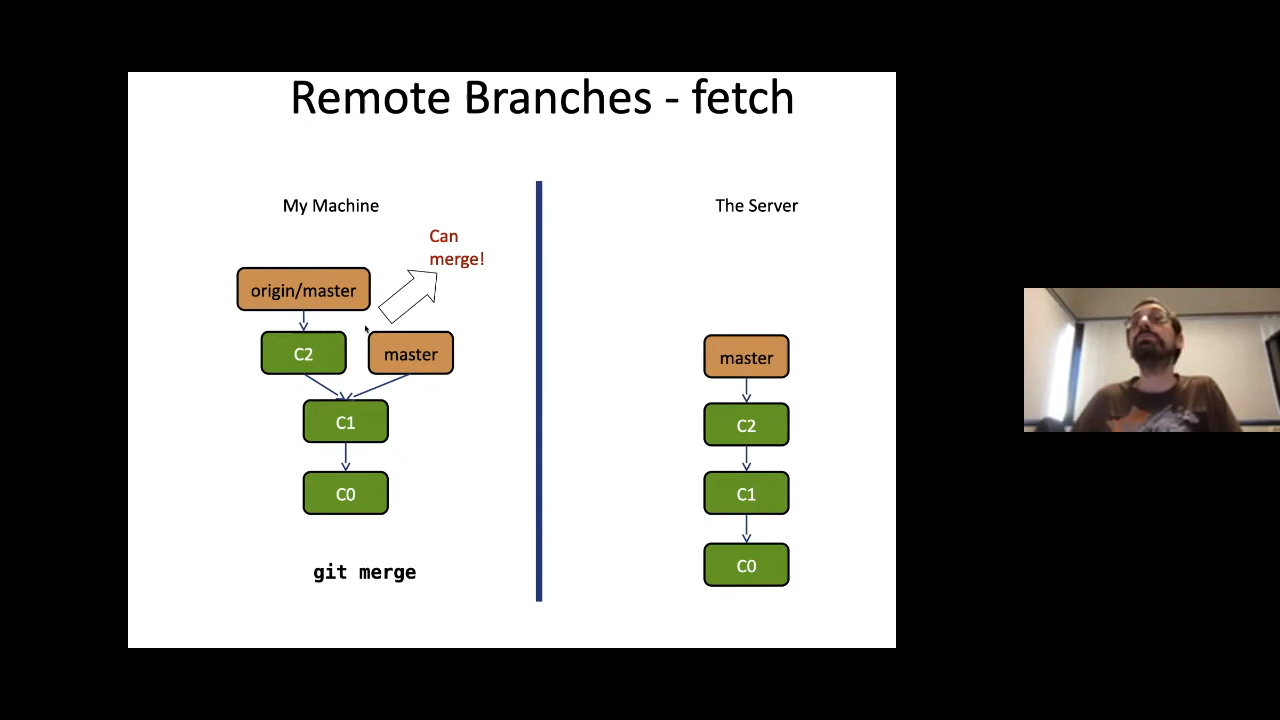 Remote Branches - fetch
My Machine
The Server
Can
merge!
origin/master
C2
master
master
C1
C2
C0
C1
C0
git merge